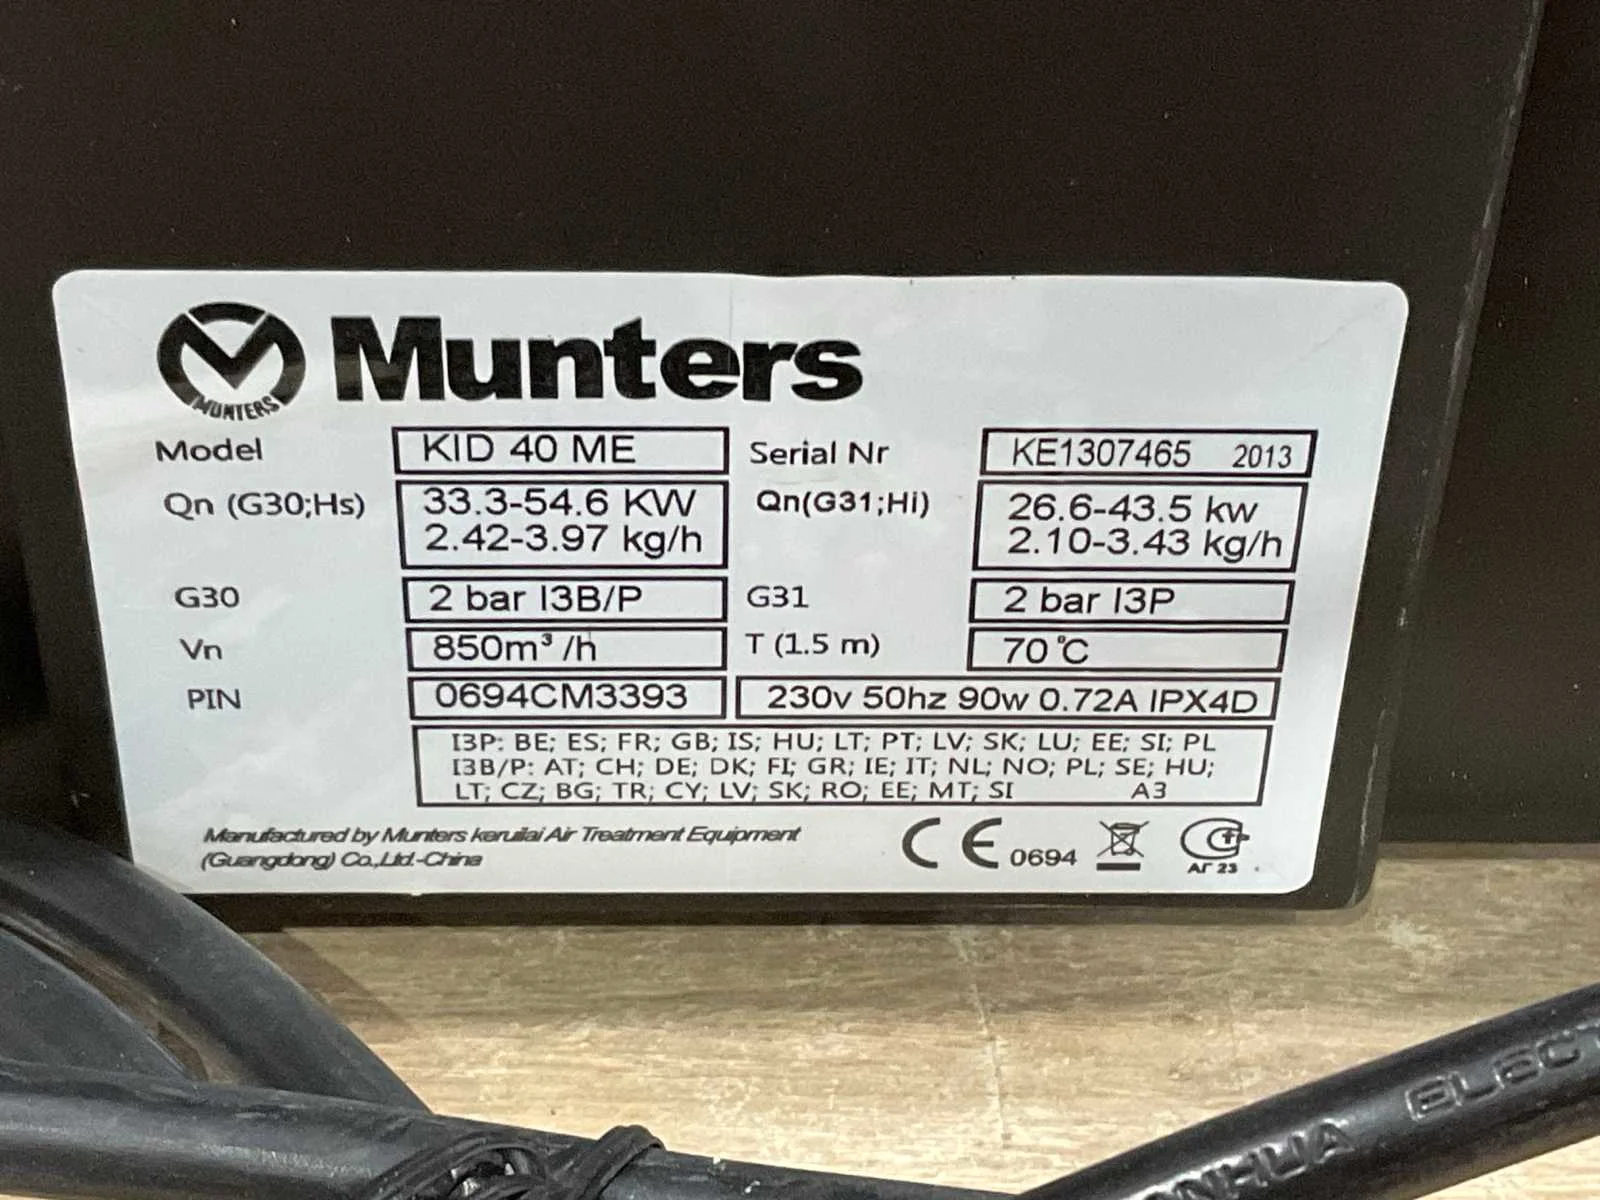 MUNTERS
Munters
Model KID 40 ME Serial Nr KE1307465 2013
Qn (G30;Hs) 33.3-54.6 KW Qn(G31;Hi) 26.6-43.5 kw
2.42-3.97 kg/h 2.10-3.43 kg/h
G30 2 bar I3B/P G31 2 bar I3P
Vn 850m³/h T (1.5 m) 70℃
PIN 0694CM3393 230v 50hz 90w 0.72A IPX4D
I3P: BE; ES; FR; GB; IS; HU; LT; PT; LV; SK; LU; EE; SI; PL
I3B/P: AT; CH; DE; DK; FI; GR; IE; IT; NL; NO; PL; SE; HU;
LT; CZ; BG; TR; CY; LV; SK; RO; EE; MT; SI A3
Manufactured by Munters keruilai Air Treatment Equipment
(Guangdong) Co.,Ltd.-China
CE 0694
АГ 23